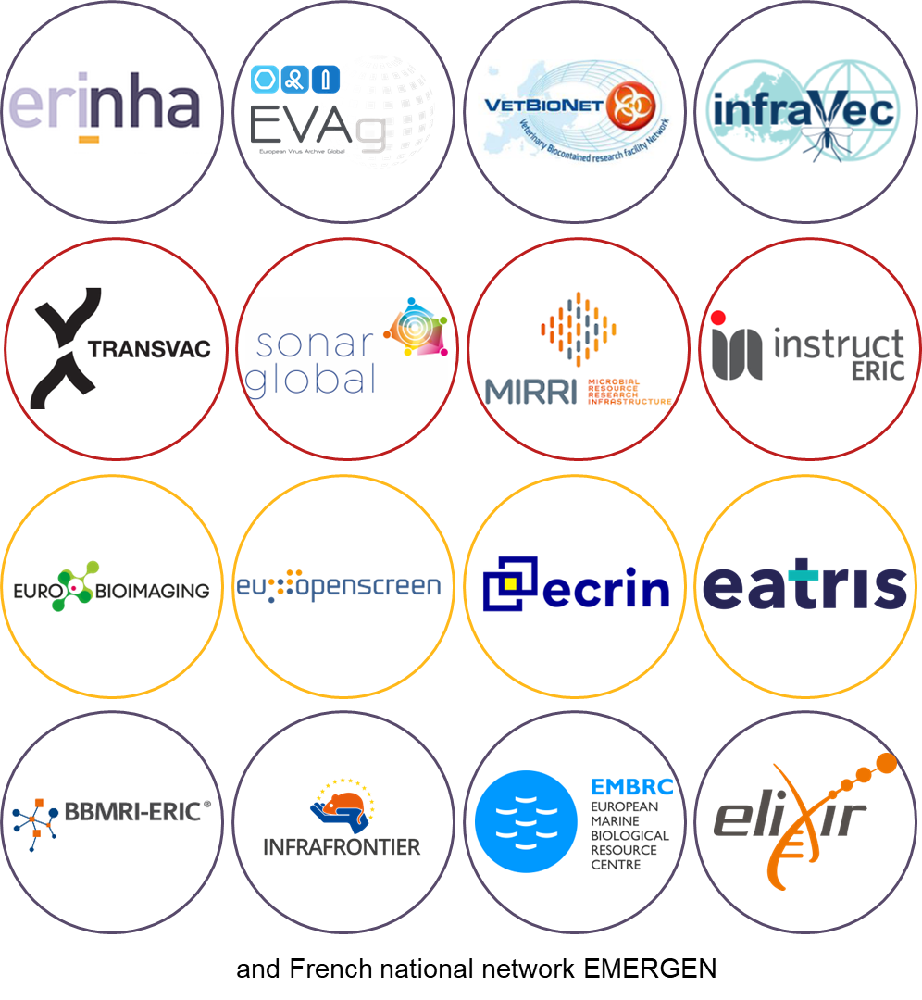 erinha
EVAg
European Virus Archive Global
VETBIONET
Veterinary Biocontained research facility Network
infraVec
TRANSVAC
sonar
global
MIRRI
MICROBIAL
RESOURCE
RESEARCH
INFRASTRUCTURE
instruct
ERIC
EURO BIOIMAGING
eu openscreen
ecrin
eatris
BBMRI-ERIC®
INFRAFRONTIER
EMBRC
EUROPEAN
MARINE
BIOLOGICAL
RESOURCE
CENTRE
elixir
and French national network EMERGEN